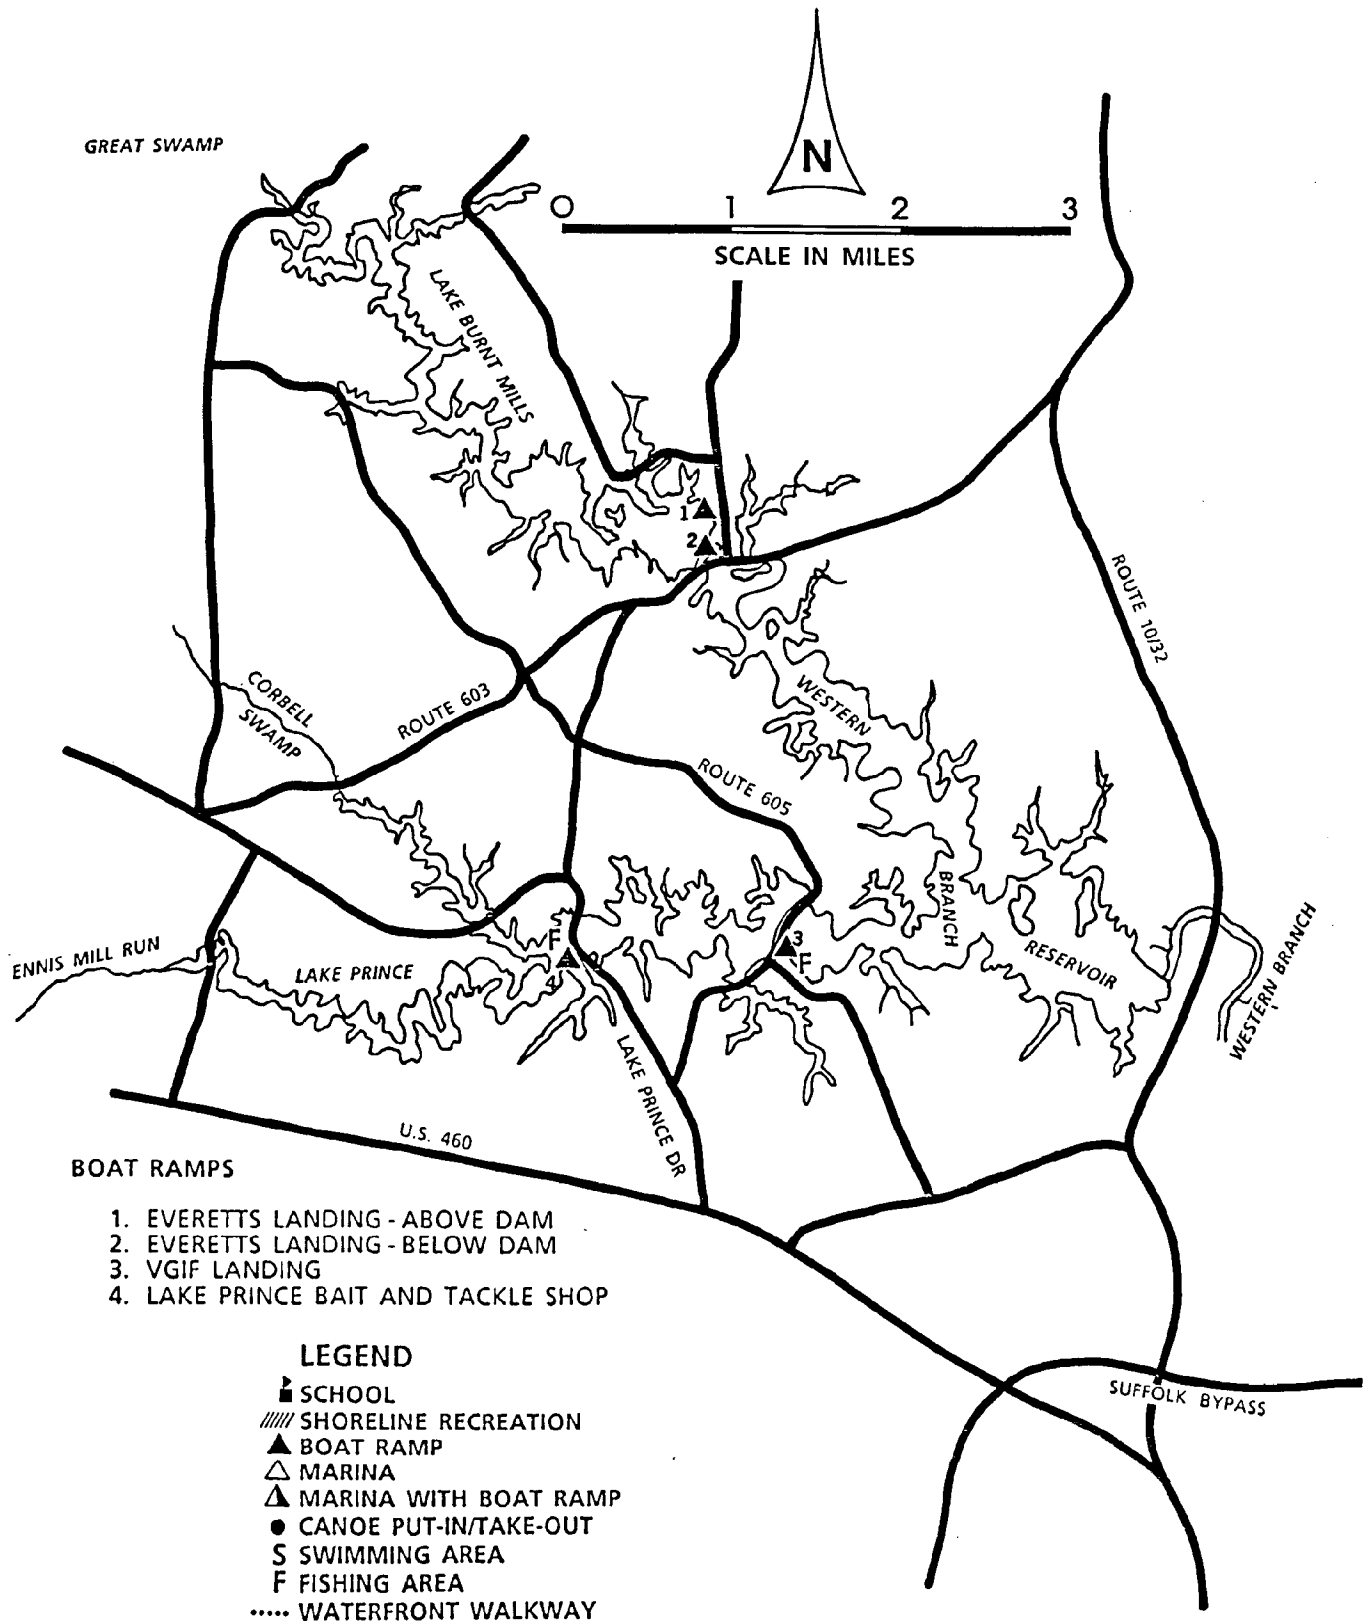 GREAT SWAMP
N
0 1 2 3
SCALE IN MILES
LAKE BURNT MILLS
1
2
ROUTE 10/32
CORBELL
SWAMP
ROUTE 603
WESTERN
ROUTE 605
BRANCH
RESERVOIR
WESTERN BRANCH
ENNIS MILL RUN
LAKE PRINCE
F
4
3
F
LAKE PRINCE DR
U.S. 460
BOAT RAMPS
1. EVERETTS LANDING - ABOVE DAM
2. EVERETTS LANDING - BELOW DAM
3. VGIF LANDING
4. LAKE PRINCE BAIT AND TACKLE SHOP
LEGEND
SCHOOL
SHORELINE RECREATION
BOAT RAMP
MARINA
MARINA WITH BOAT RAMP
CANOE PUT-IN/TAKE-OUT
S SWIMMING AREA
F FISHING AREA
WATERFRONT WALKWAY
SUFFOLK BYPASS